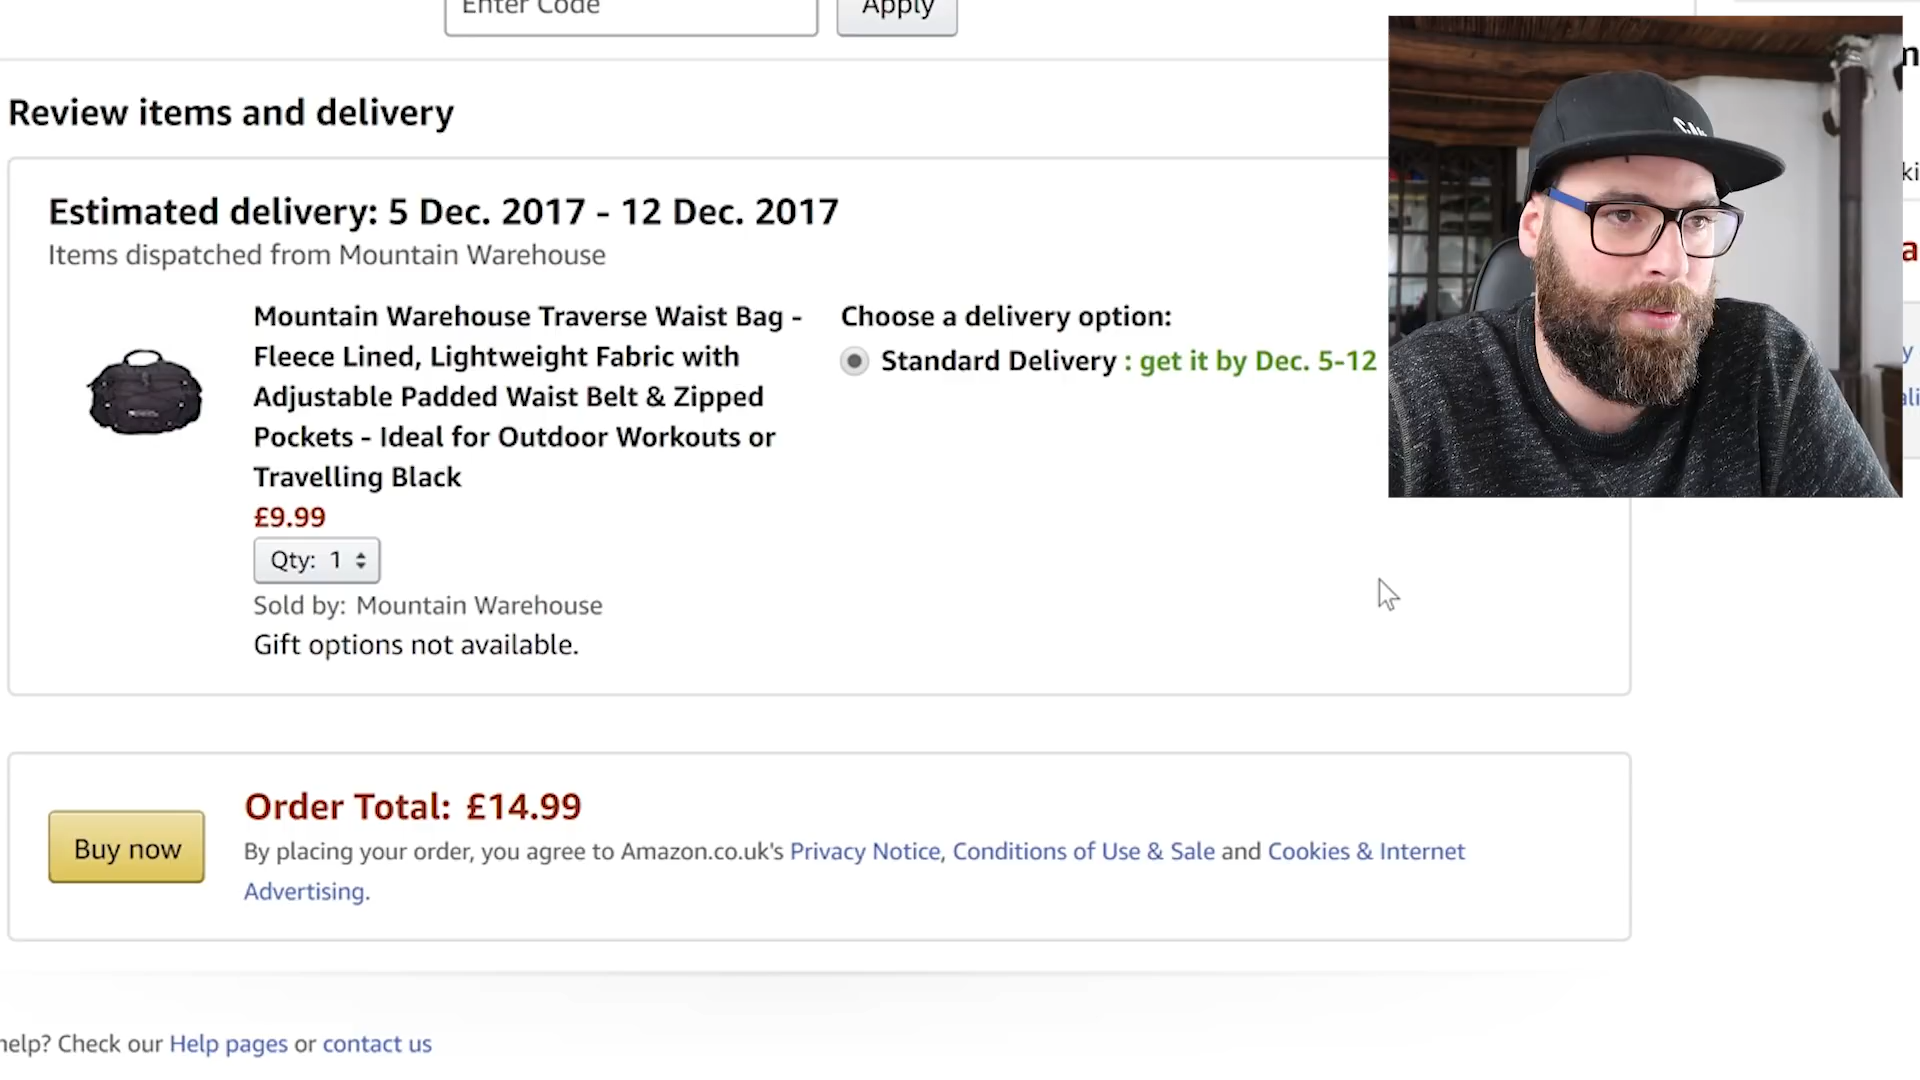 Enter Code
Apply
Review items and delivery
Estimated delivery: 5 Dec. 2017 - 12 Dec. 2017
Items dispatched from Mountain Warehouse
Mountain Warehouse Traverse Waist Bag -
Fleece Lined, Lightweight Fabric with
Adjustable Padded Waist Belt & Zipped
Pockets - Ideal for Outdoor Workouts or
Travelling Black
£9.99
Qty: 1
Sold by: Mountain Warehouse
Gift options not available.
Choose a delivery option:
Standard Delivery : get it by Dec. 5-12
Buy now
Order Total: £14.99
By placing your order, you agree to Amazon.co.uk's Privacy Notice, Conditions of Use & Sale and Cookies & Internet
Advertising.
help? Check our Help pages or contact us